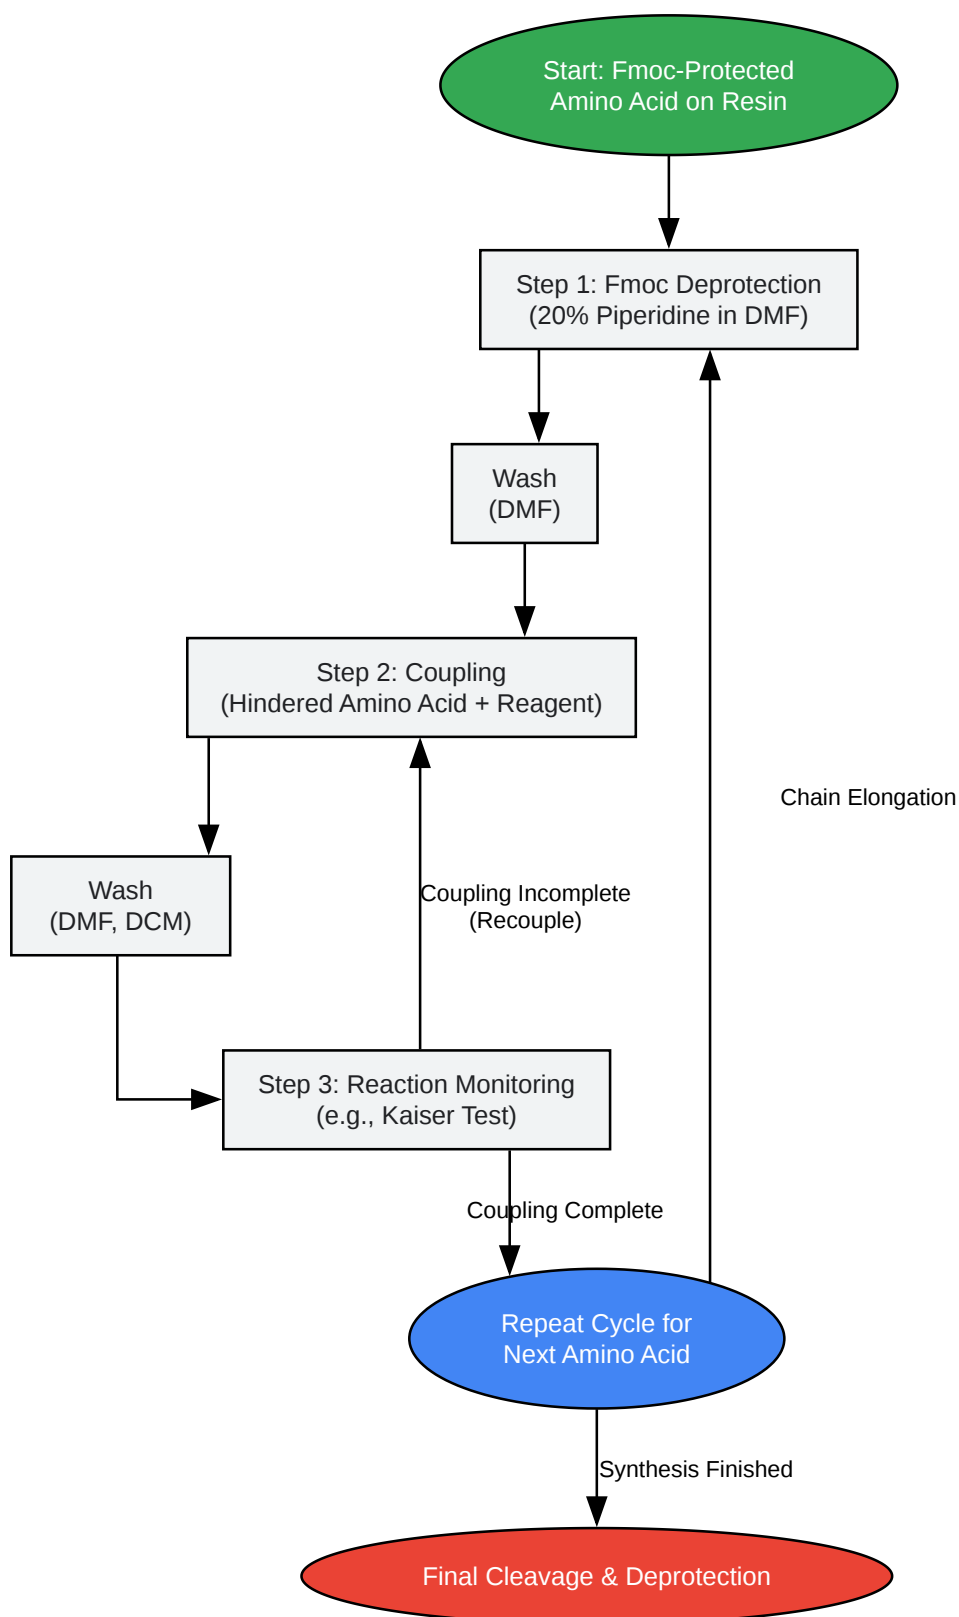 Start: Fmoc-Protected
Amino Acid on Resin
Step 1: Fmoc Deprotection
(20% Piperidine in DMF)
Wash
(DMF)
Step 2: Coupling
(Hindered Amino Acid + Reagent)
Chain Elongation
Wash
(DMF, DCM)
Coupling Incomplete
(Recouple)
Step 3: Reaction Monitoring
(e.g., Kaiser Test)
Coupling Complete
Repeat Cycle for
Next Amino Acid
Synthesis Finished
Final Cleavage & Deprotection